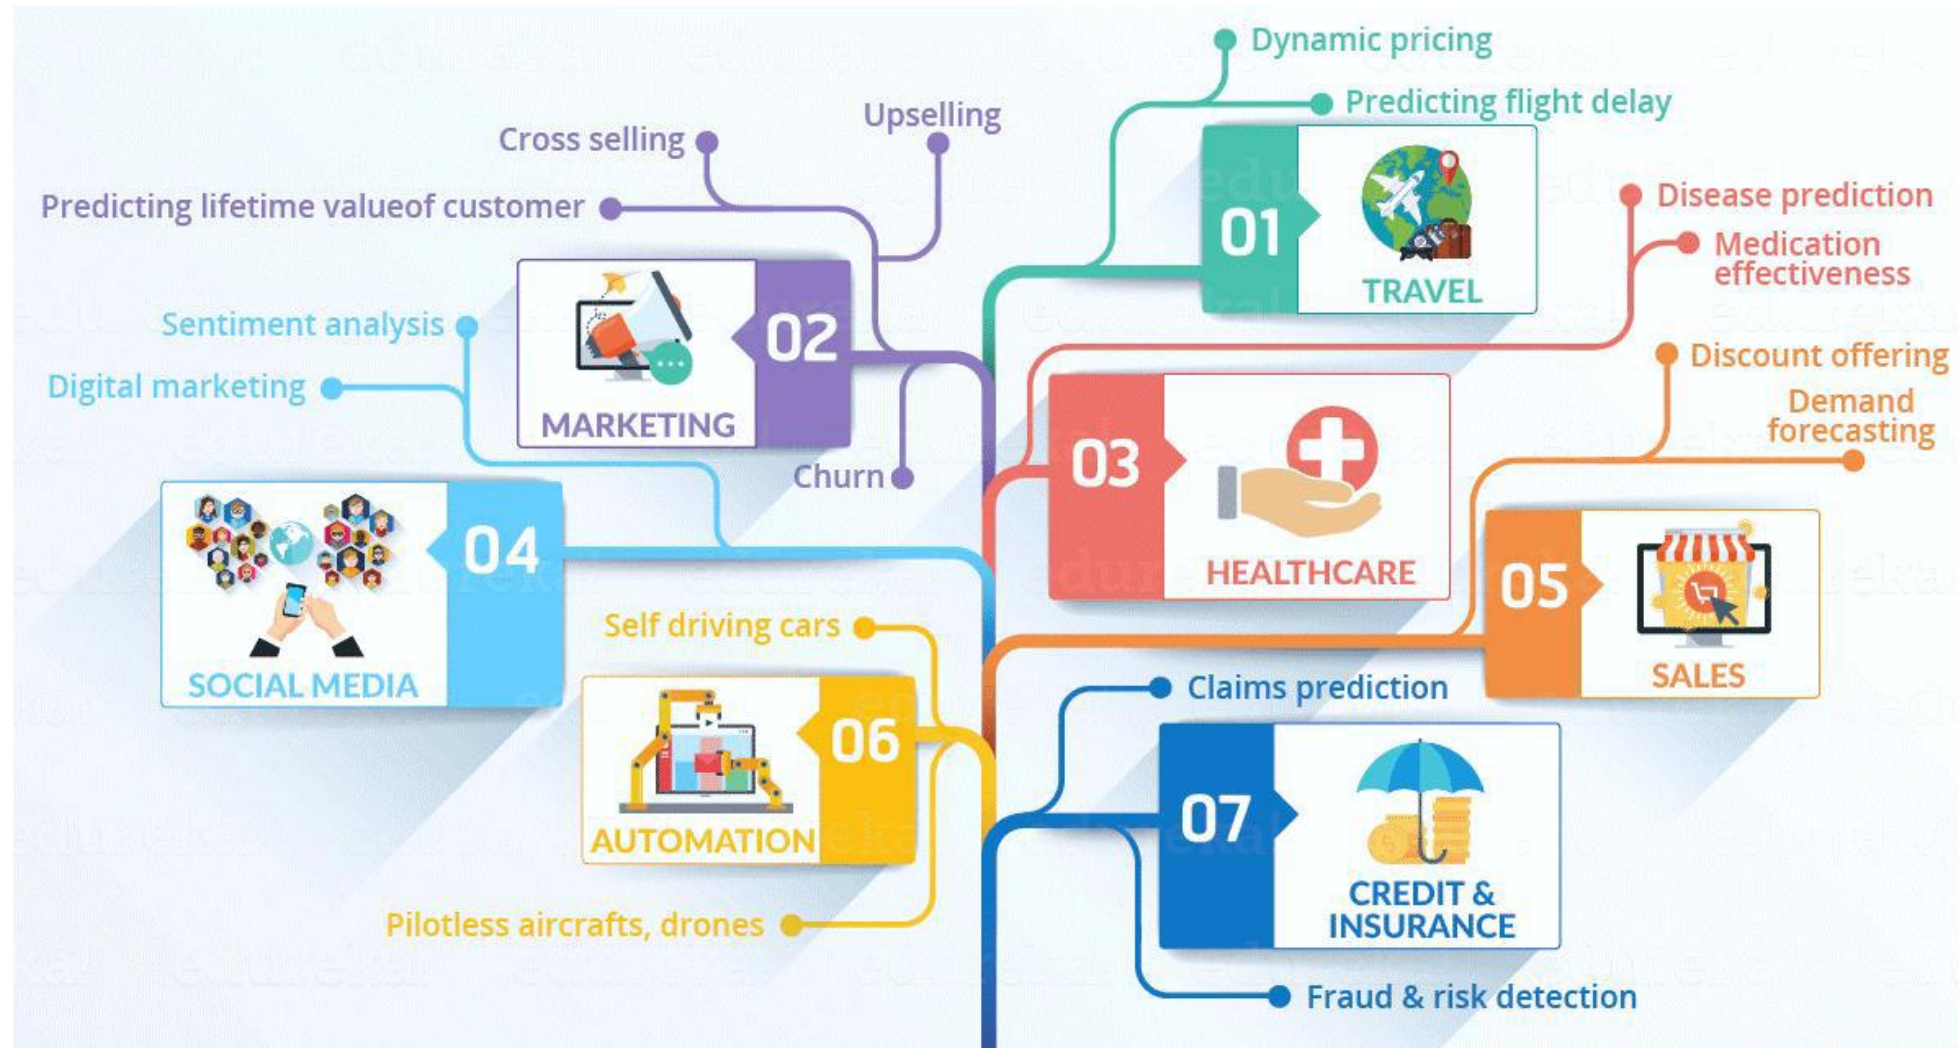 Dynamic pricing
Predicting flight delay
01
TRAVEL
Upselling
Cross selling
Predicting lifetime valueof customer
02
MARKETING
Churn
Disease prediction
Medication
effectiveness
03
HEALTHCARE
Sentiment analysis
Digital marketing
04
SOCIAL MEDIA
Discount offering
Demand
forecasting
05
SALES
Self driving cars
06
AUTOMATION
Pilotless aircrafts, drones
Claims prediction
07
CREDIT &
INSURANCE
Fraud & risk detection